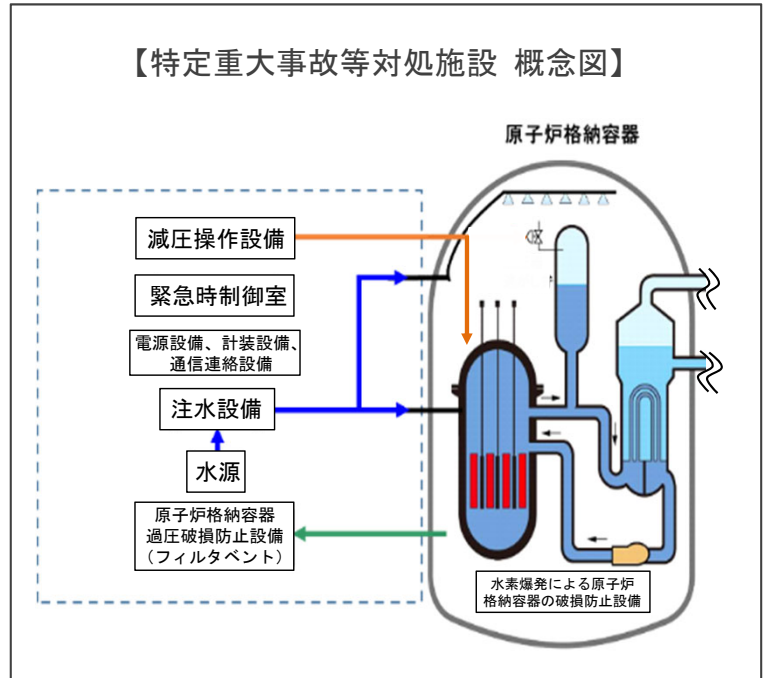 【特定重大事故等対処施設 概念図】
原子炉格納容器
減圧操作設備
緊急時制御室
電源設備、計装設備、
通信連絡設備
注水設備
水源
原子炉格納容器
過圧破損防止設備
（フィルタベント）
水素爆発による原子炉
格納容器の破損防止設備